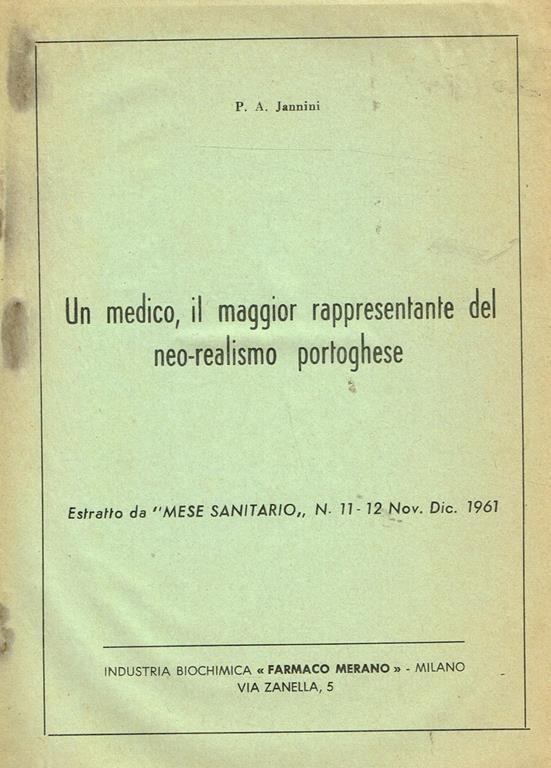 P. A. Jannini
Un medico, il maggior rappresentante del
neo-realismo portoghese
Estratto da "MESE SANITARIO,, N. 11-12 Nov. Dic. 1961
INDUSTRIA BIOCHIMICA « FARMACO MERANO » - MILANO
VIA ZANELLA, 5